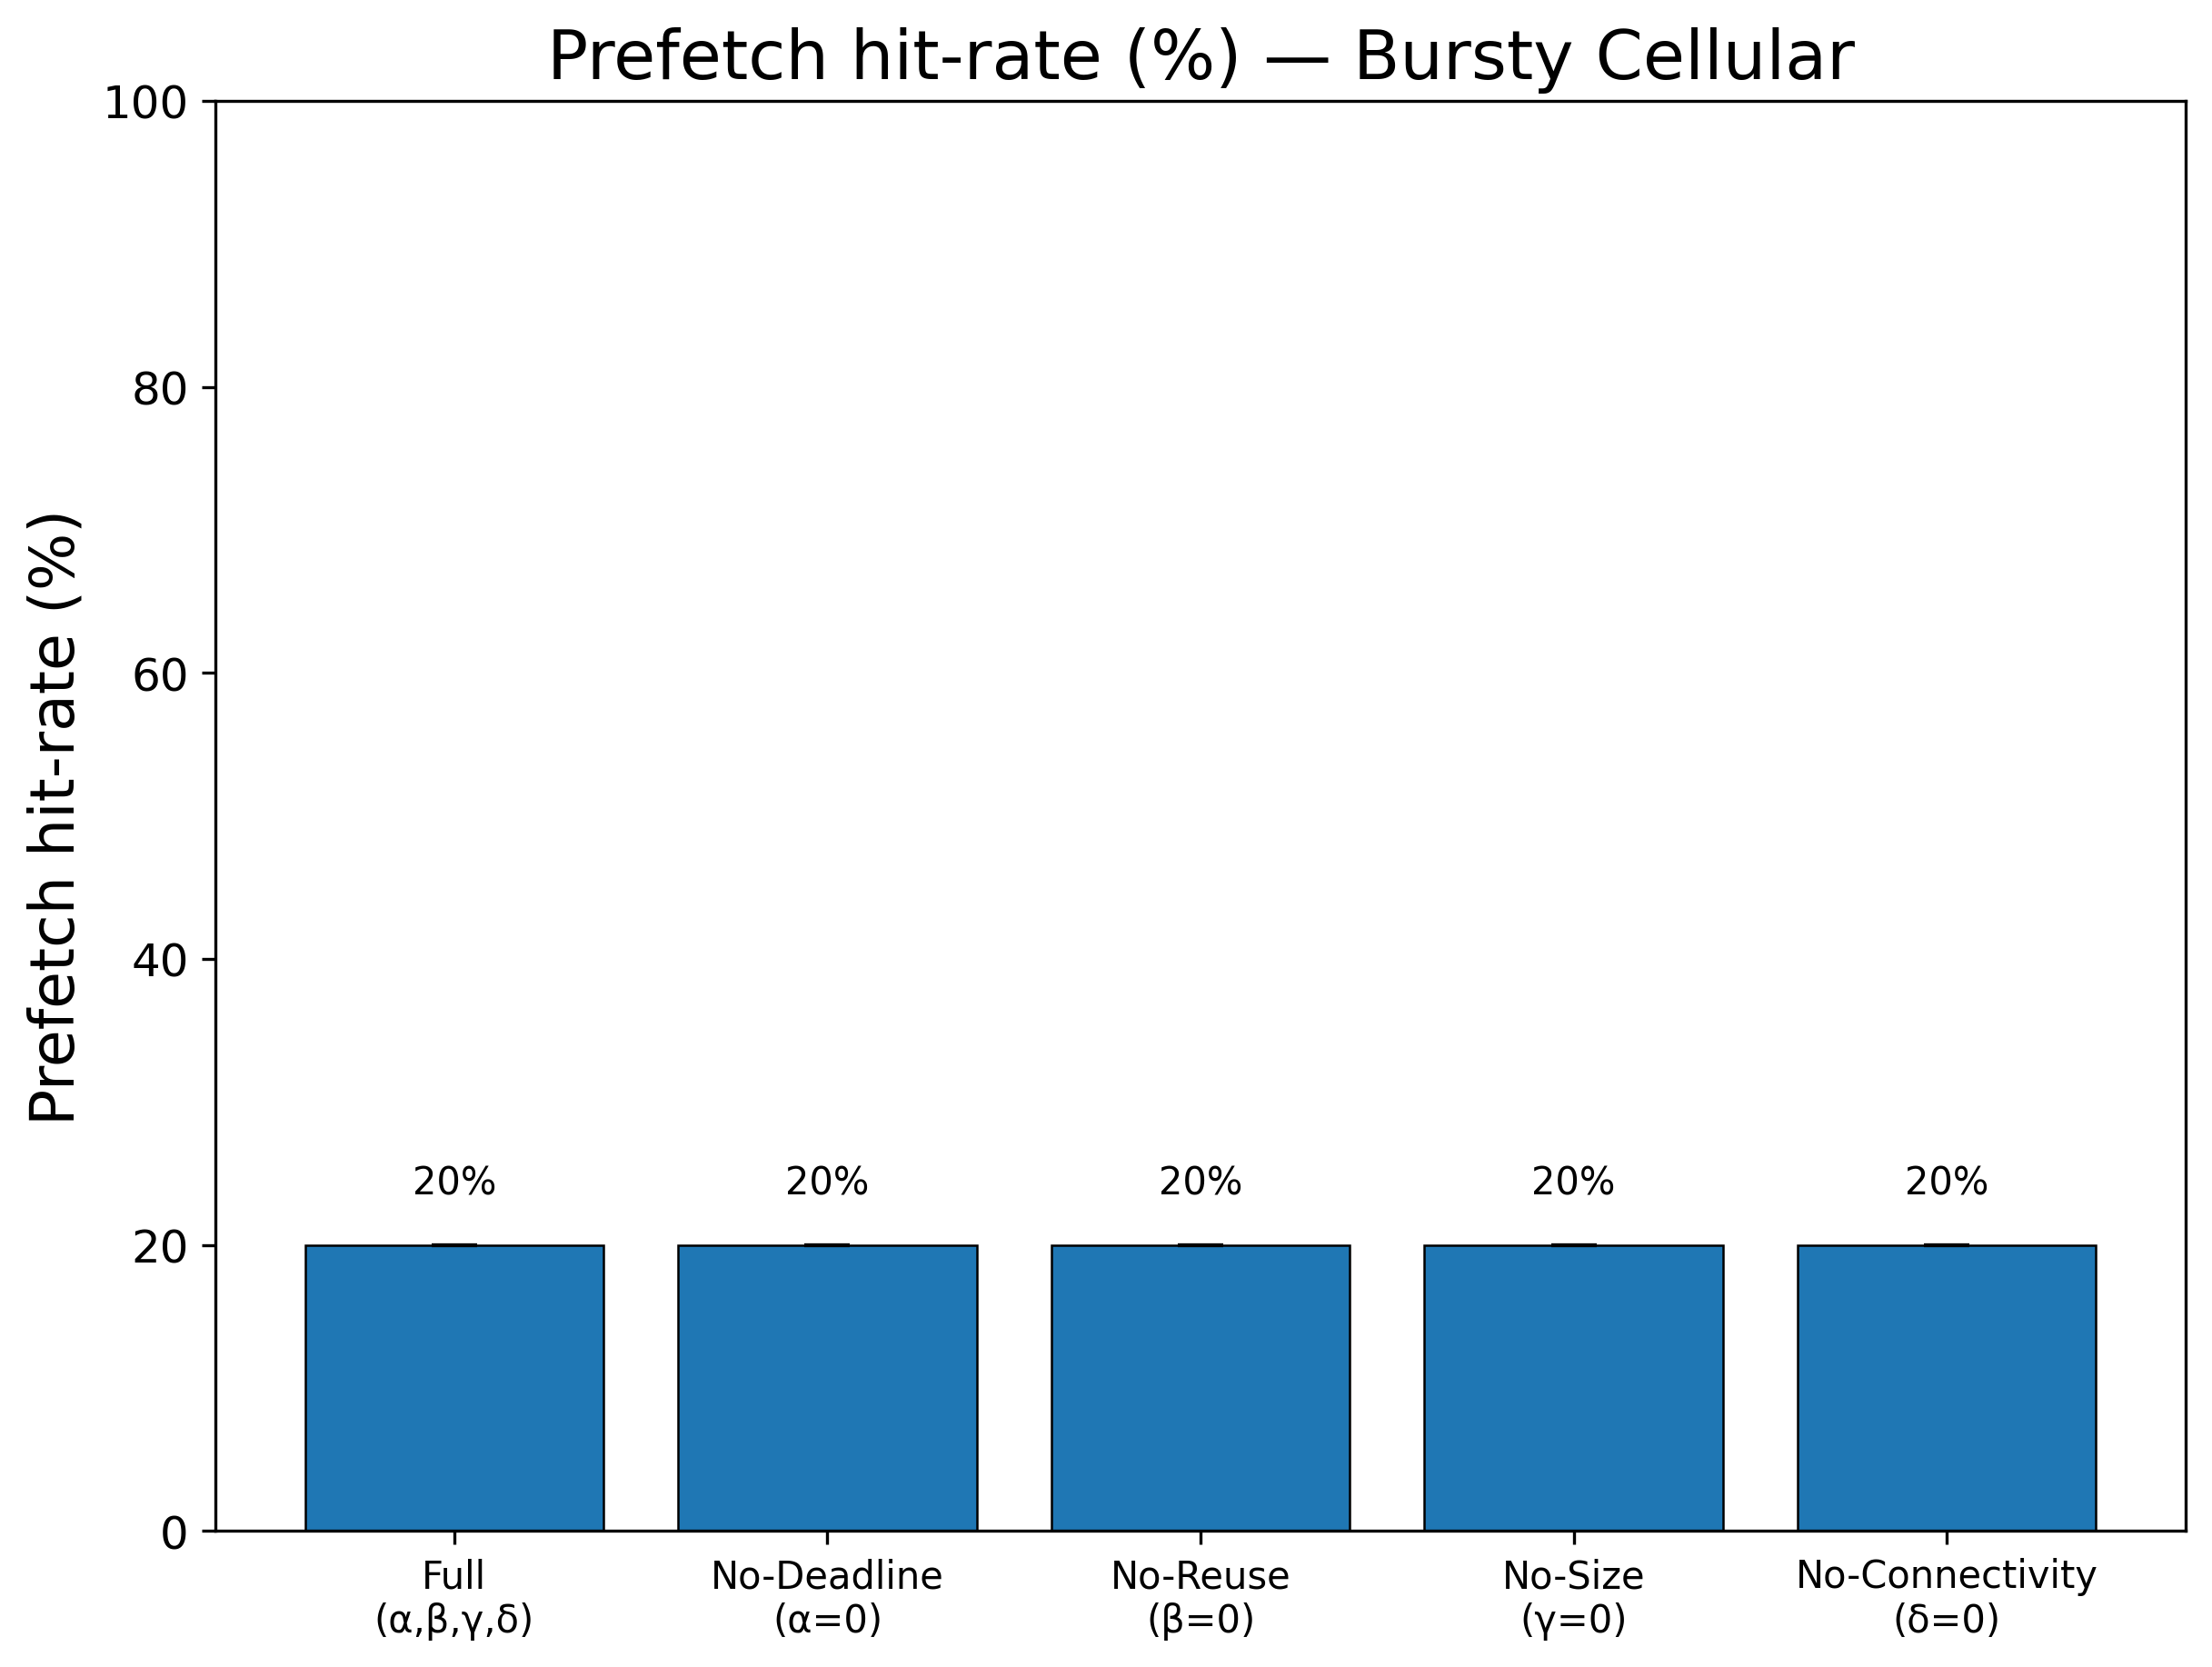 Prefetch hit-rate (%) — Bursty Cellular
Prefetch hit-rate (%)
100
80
60
40
20
0
20%
20%
20%
20%
20%
Full
(α,β,γ,δ)
No-Deadline
(α=0)
No-Reuse
(β=0)
No-Size
(γ=0)
No-Connectivity
(δ=0)